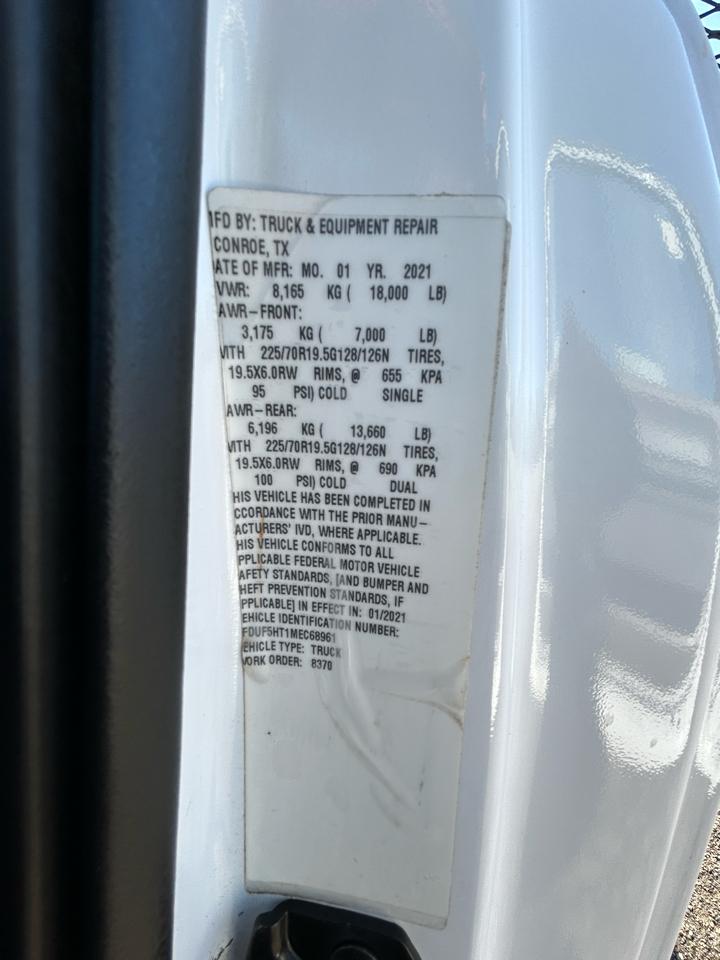 MFD BY: TRUCK & EQUIPMENT REPAIR
CONROE, TX
ATE OF MFR: MO. 01 YR. 2021
VWR: 8,165 KG ( 18,000 LB)
AWR-FRONT:
3,175 KG ( 7,000 LB)
WITH 225/70R19.5G128/126N TIRES,
19.5X6.0RW RIMS, @ 655 KPA
95 PSI) COLD SINGLE
AWR-REAR:
6,196 KG ( 13,660 LB)
WITH 225/70R19.5G128/126N TIRES,
19.5X6.0RW RIMS, @ 690 KPA
100 PSI) COLD DUAL
HIS VEHICLE HAS BEEN COMPLETED IN
CCORDANCE WITH THE PRIOR MANU-
ACTURERS' IVD, WHERE APPLICABLE.
HIS VEHICLE CONFORMS TO ALL
PPLICABLE FEDERAL MOTOR VEHICLE
AFETY STANDARDS, [AND BUMPER AND
HEFT PREVENTION STANDARDS, IF
PPLICABLE] IN EFFECT IN: 01/2021
EHICLE IDENTIFICATION NUMBER:
FDUF5HT1MEC68961
EHICLE TYPE: TRUCK
WORK ORDER: 8370